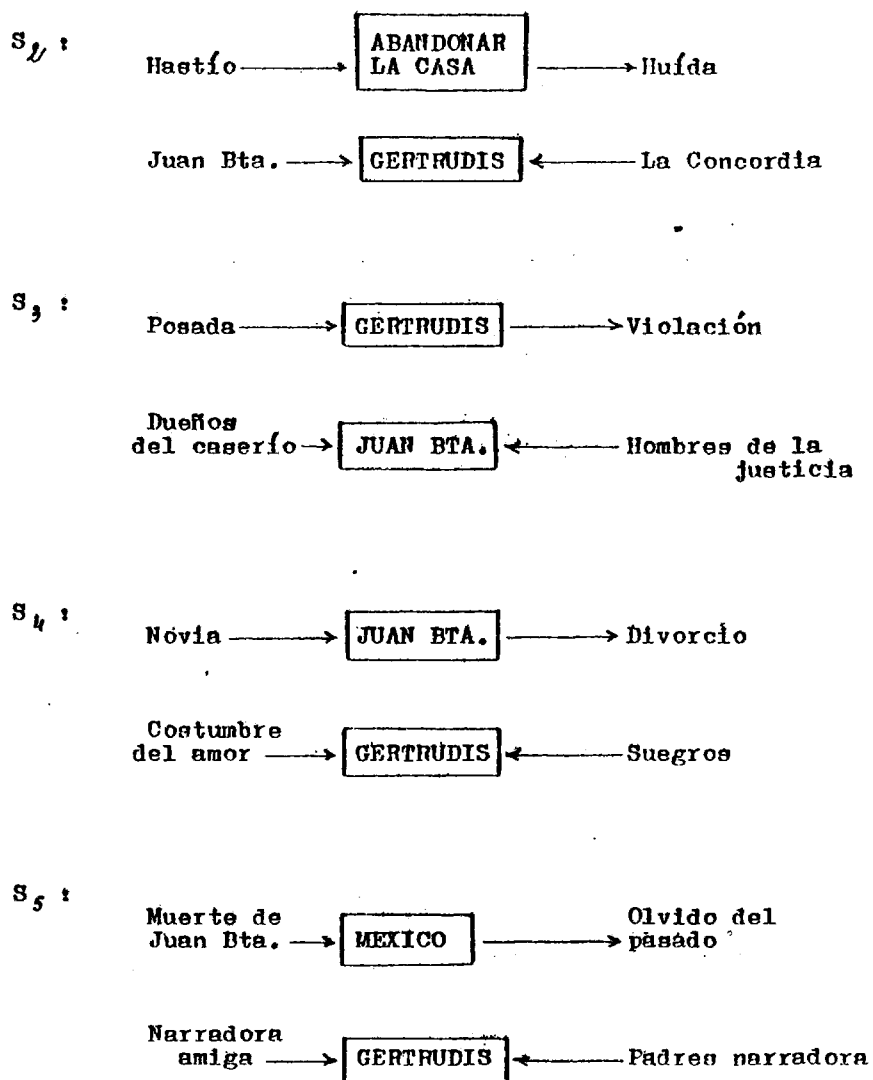 S2 :
ABANDONAR
Hastío LA CASA Huída
Juan Bta. GERTRUDIS La Concordia
S3 :
Posada GERTRUDIS Violación
Dueños
del caserío JUAN BTA. Hombres de la
justicia
S4 :
Novia JUAN BTA. Divorcio
Costumbre
del amor GERTRUDIS Suegros
S5 :
Muerte de Olvido del
Juan Bta. MEXICO pasado
Narradora
amiga GERTRUDIS Padres narradora